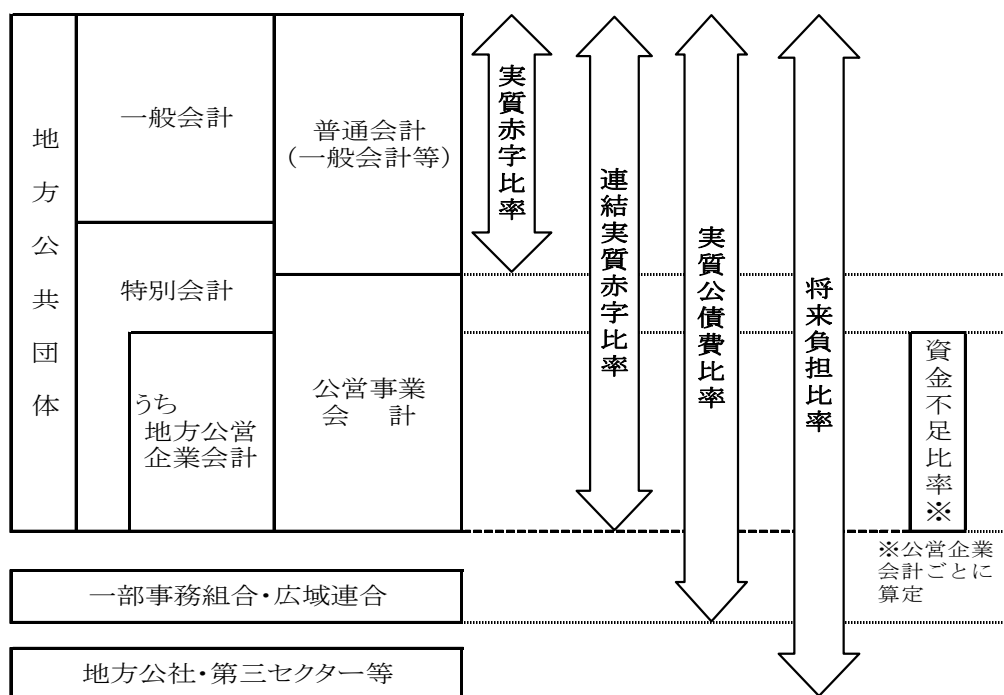 地方公共団体
一般会計
特別会計
うち
地方公営
企業会計
普通会計
（一般会計等）
公営事業
会　計
実質赤字比率
連結実質赤字比率
実質公債費比率
将来負担比率
資金不足比率※
※公営企業
会計ごとに
算定
一部事務組合・広域連合
地方公社・第三セクター等